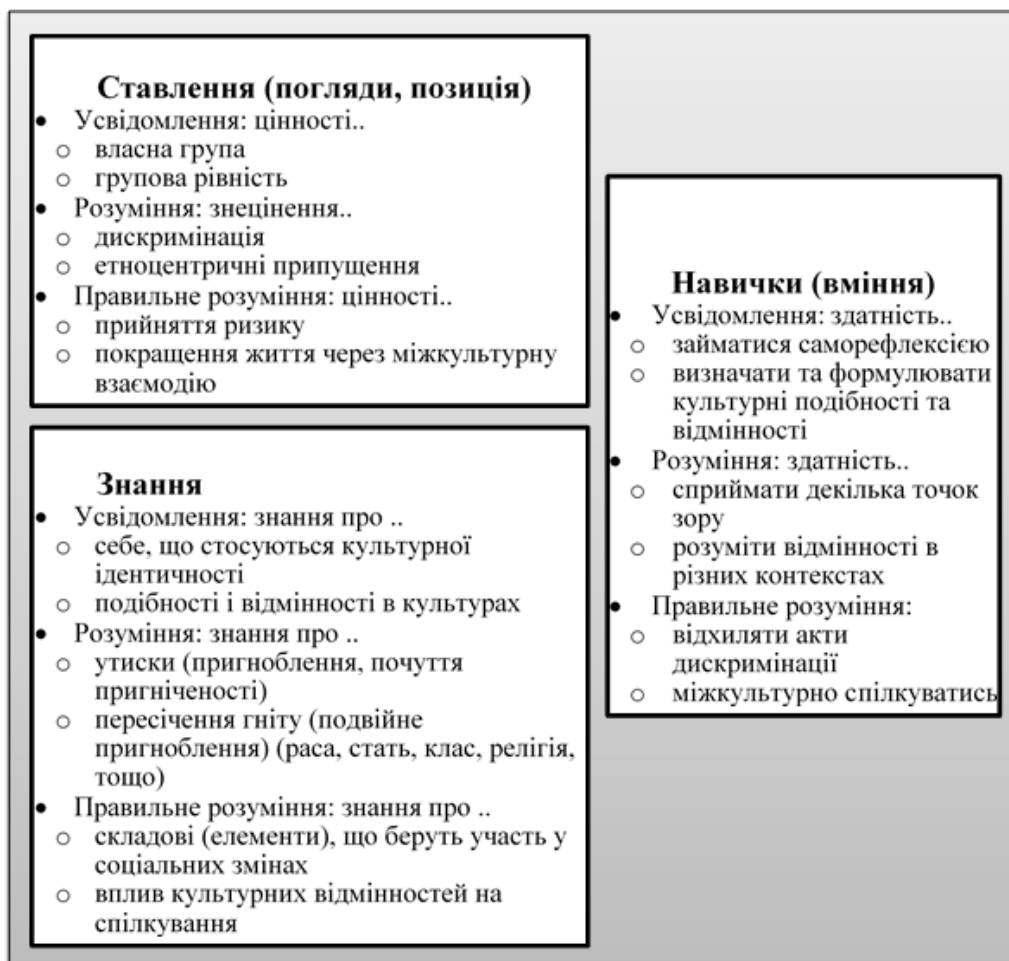 Ставлення (погляди, позиція)
• Усвідомлення: цінності..
o власна група
o групова рівність
• Розуміння: знецінення..
o дискримінація
o етноцентричні припущення
• Правильне розуміння: цінності..
o прийняття ризику
o покращення життя через міжкультурну
взаємодію
Знання
• Усвідомлення: знання про ..
o себе, що стосуються культурної
ідентичності
o подібності і відмінності в культурах
• Розуміння: знання про ..
o утиски (пригноблення, почуття
пригніченості)
o пересічення гніту (подвійне
пригноблення) (раса, стать, клас, релігія,
тощо)
• Правильне розуміння: знання про ..
o складові (елементи), що беруть участь у
соціальних змінах
o вплив культурних відмінностей на
спілкування
Навички (вміння)
• Усвідомлення: здатність..
o займатися саморефлексією
o визначати та формулювати
культурні подібності та
відмінності
• Розуміння: здатність..
o сприймати декілька точок
зору
o розуміти відмінності в
різних контекстах
• Правильне розуміння:
o відхиляти акти
дискримінації
o міжкультурно спілкуватись